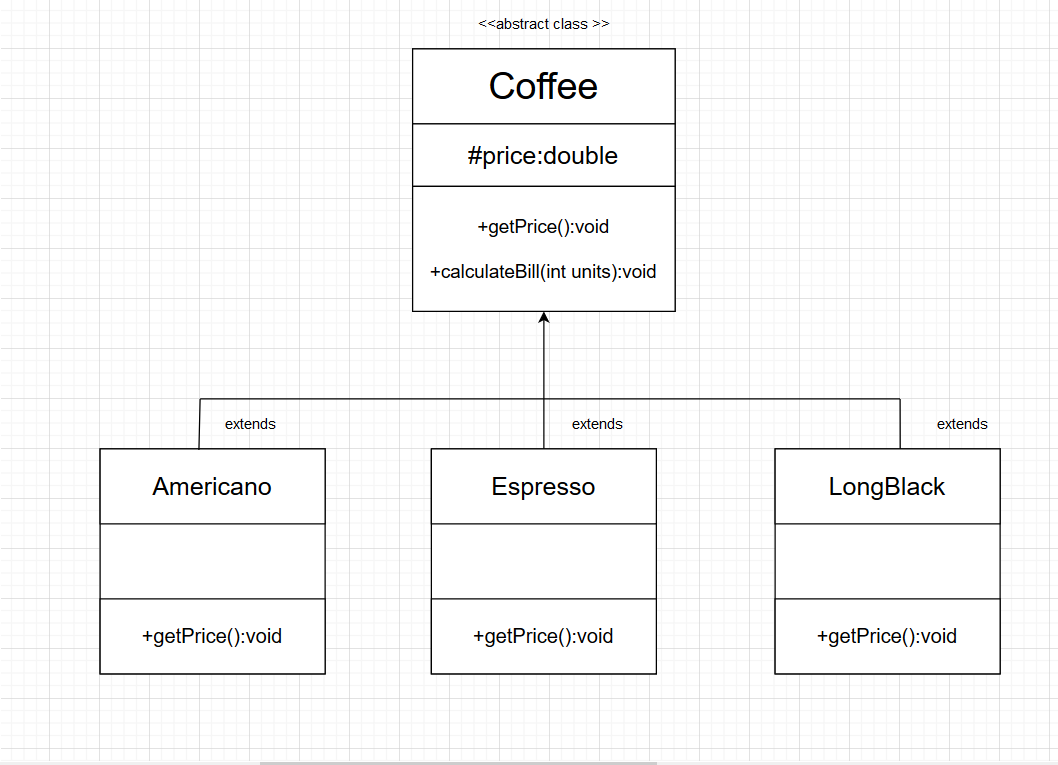 <<abstract class >>
Coffee
#price:double
+getPrice():void
+calculateBill(int units):void
extends
extends
extends
Americano
Espresso
LongBlack
+getPrice():void
+getPrice():void
+getPrice():void